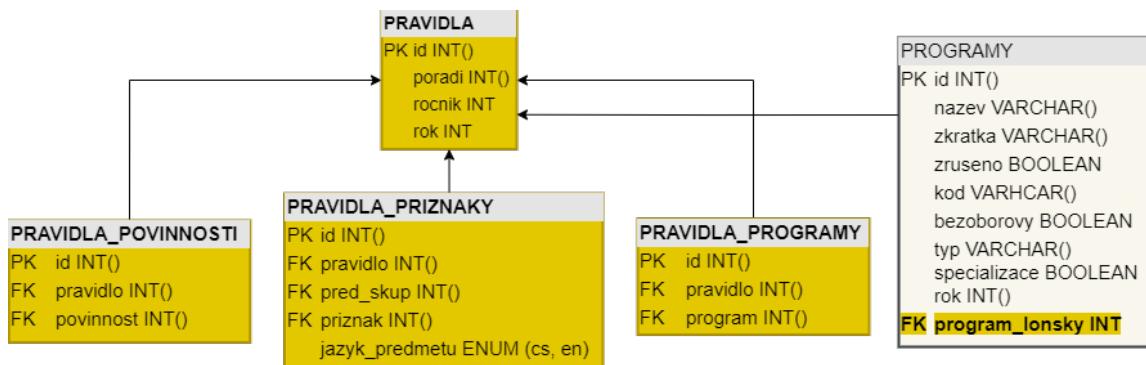 PRAVIDLA
PK id INT()
poradi INT()
rocnik INT
rok INT
PROGRAMY
PK id INT()
nazev VARCHAR()
zkratka VARCHAR()
zruseno BOOLEAN
kod VARHCAR()
bezoborovy BOOLEAN
typ VARCHAR()
specializace BOOLEAN
rok INT()
FK program_lonsky INT
PRAVIDLA_POVINNOSTI
PK id INT()
FK pravidlo INT()
FK povinnost INT()
PRAVIDLA_PRIZNAKY
PK id INT()
FK pravidlo INT()
FK pred_skup INT()
FK priznak INT()
jazyk_predmetu ENUM (cs, en)
PRAVIDLA_PROGRAMY
PK id INT()
FK pravidlo INT()
FK program INT()